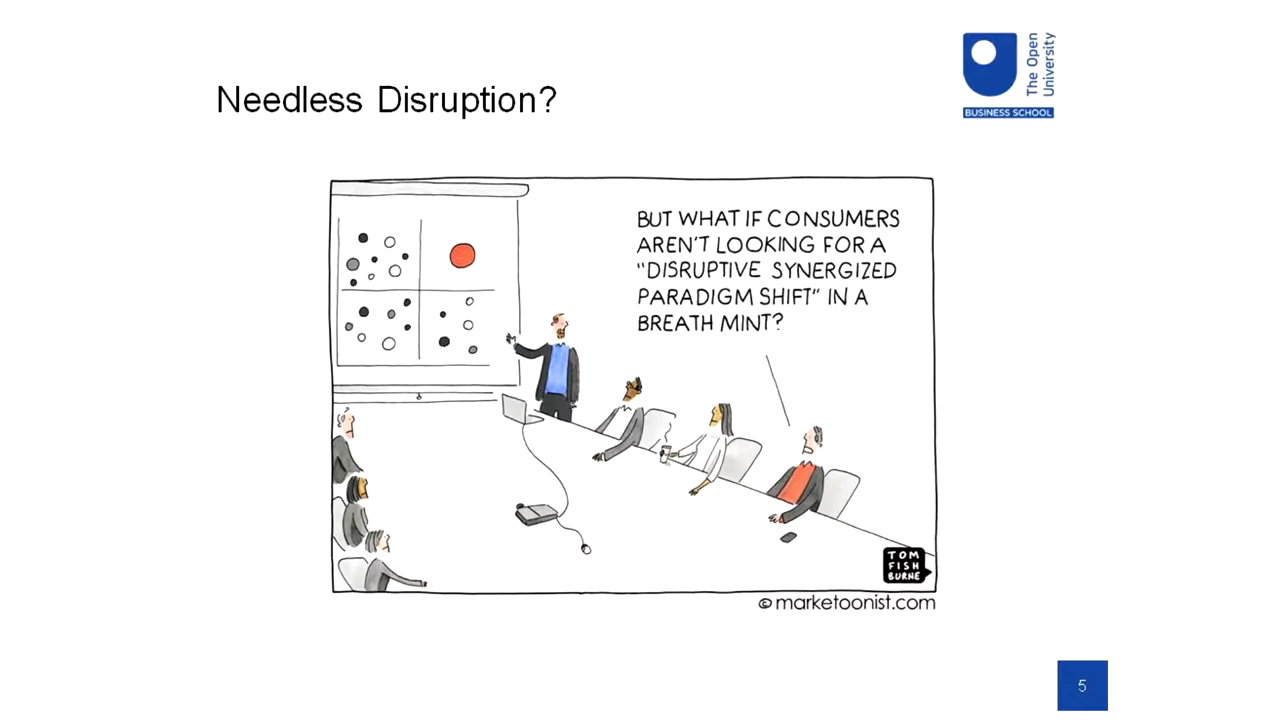 Needless Disruption?
The Open
University
BUSINESS SCHOOL
BUT WHAT IF CONSUMERS
AREN'T LOOKING FOR A
"DISRUPTIVE SYNERGIZED
PARADIGM SHIFT" IN A
BREATH MINT?
TOM
FISH
BURNE
© marketoonist.com
5